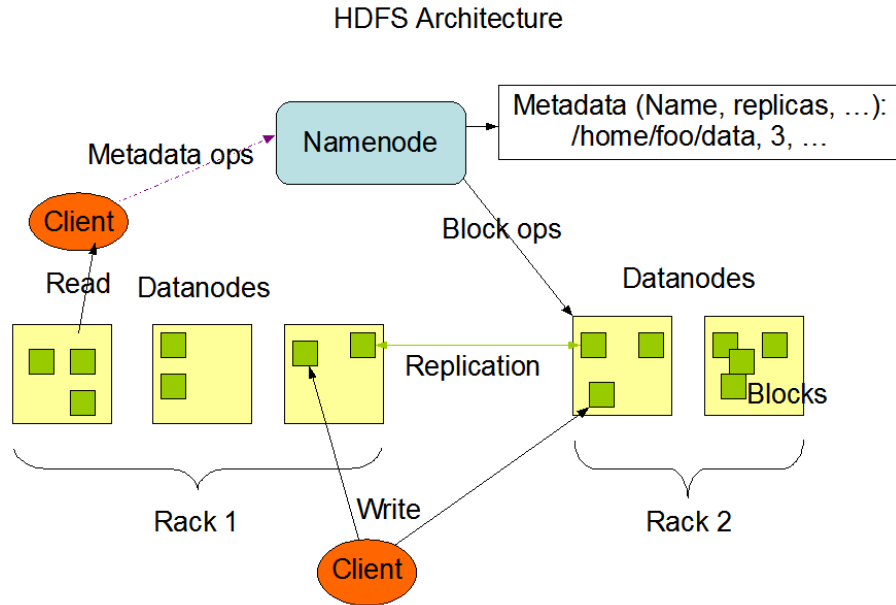 HDFS Architecture
Metadata (Name, replicas, …):
/home/foo/data, 3, …
Namenode
Metadata ops
Client
Block ops
Read
Datanodes
Datanodes
Replication
Blocks
Rack 1
Write
Rack 2
Client